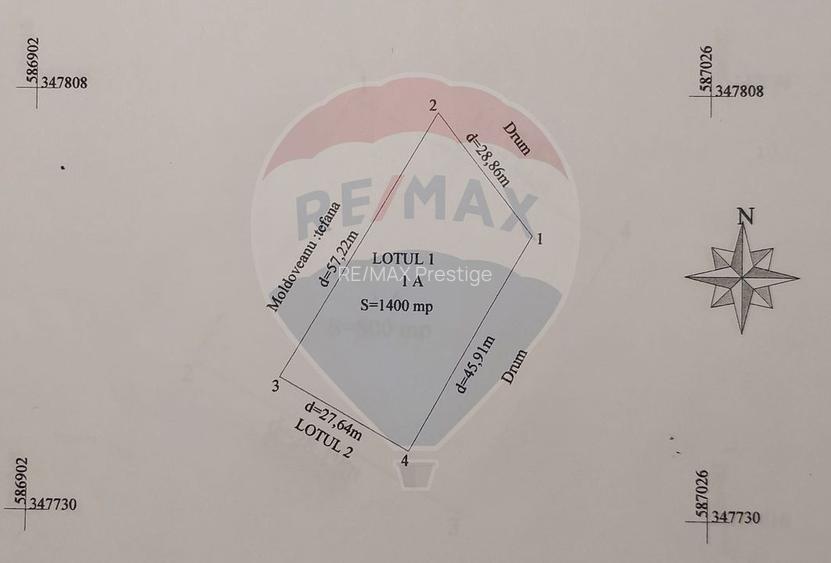 586902
347808
587026
347808
2
Drum
d=28,86m
RE/MAX
N
1
Moldoveanu :tefana
d=57,22m
LOTUL 1
RE/MAX Prestige
1 A
S=1400 mp
d=45,91m
Drum
3
d=27,64m
LOTUL 2
4
586902
347730
587026
347730